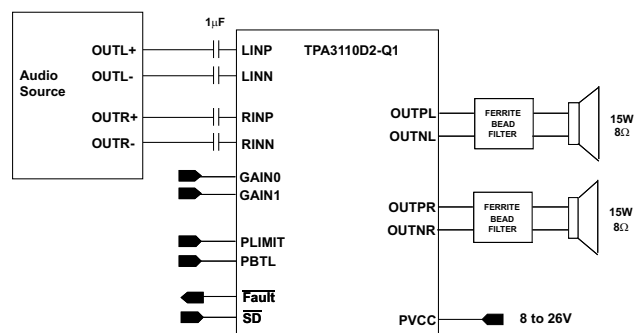 1μF
TPA3110D2-Q1
Audio
Source
OUTL+
OUTL-
OUTR+
OUTR-
LINP
LINN
RINP
RINN
GAIN0
GAIN1
PLIMIT
PBTL
Fault
SD
OUTPL
OUTNL
FERRITE
BEAD
FILTER
15W
8Ω
OUTPR
OUTNR
FERRITE
BEAD
FILTER
15W
8Ω
PVCC
8 to 26V